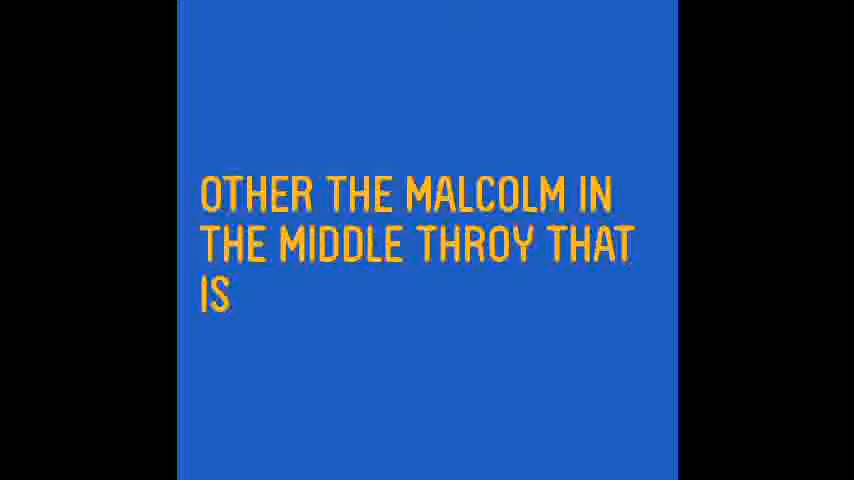 OTHER THE MALCOLM IN
THE MIDDLE THROY THAT
IS